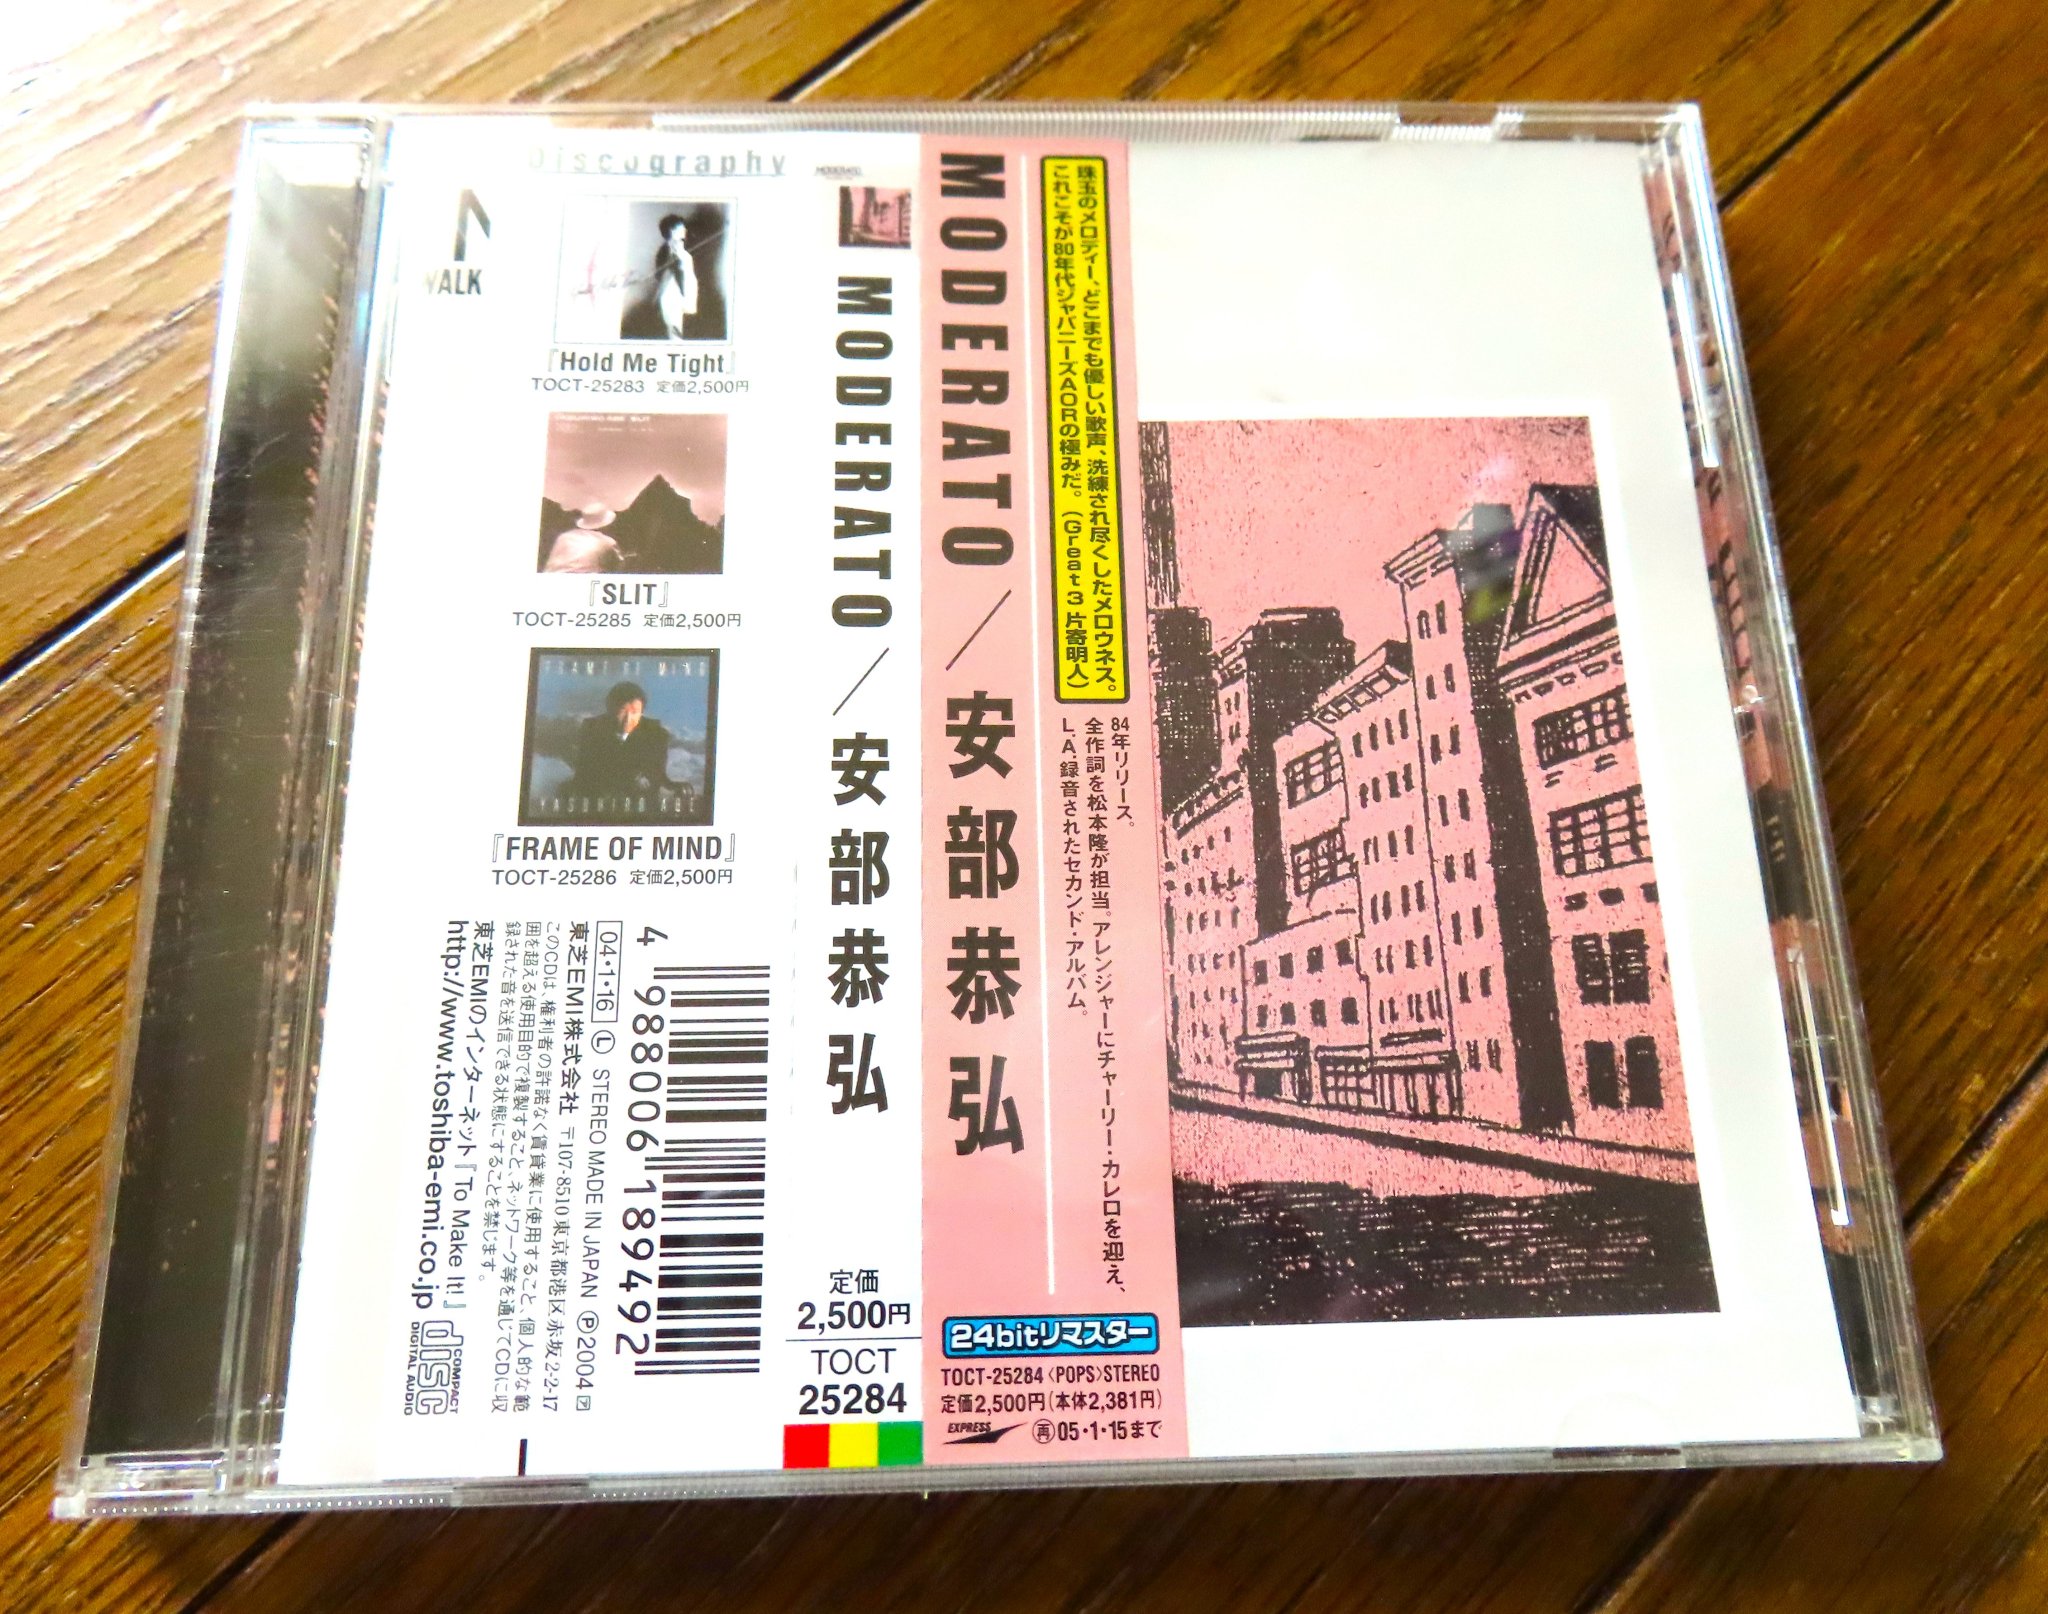 Discography
WALK
『Hold Me Tight』
TOCT-25283 定価2,500円
『SLIT』
TOCT-25285 定価2,500円
FRAME OF MIND
YASUHIRO ABE
『FRAME OF MIND』
TOCT-25286 定価2,500円
4 988006 189492
04・1・16 Ⓛ STEREO MADE IN JAPAN Ⓟ2004
東芝EMI株式会社 〒107-8510 東京都港区赤坂2-2-17
このCDは、権利者の許諾なく賃貸業に使用すること、個人的な範
囲を超える使用目的で複製すること、ネットワーク等を通じてCDに収
録された音を送信できる状態にすることを禁じます。
東芝EMIのインターネット『To Make It!』
http://www.toshiba-emi.co.jp
COMPACT
disc
DIGITAL AUDIO
MODERATO
MODERATO/安部恭弘
定価
2,500円
TOCT
25284
MODERATO/安部恭弘
珠玉のメロディー、どこまでも優しい歌声、洗練され尽くしたメロウネス。
これこそが80年代ジャパニーズAORの極みだ。(Great3 片寄明人)
84年リリース。
全作詞を松本隆が担当。アレンジャーにチャーリー・カレロを迎え、
L.A.録音されたセカンド・アルバム。
24bitリマスター
TOCT-25284〈POPS〉STEREO
定価2,500円(本体2,381円)
EXPRESS
再05・1・15まで